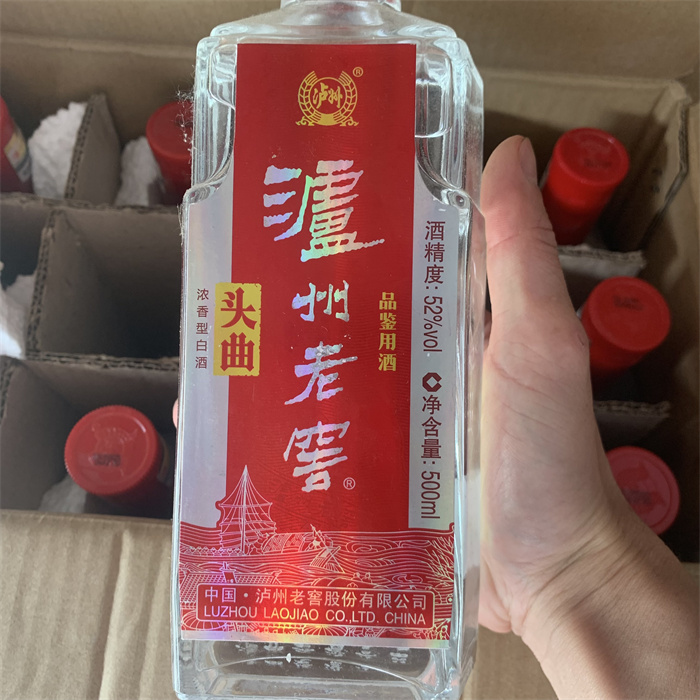 泸州
®
泸州老窖
®
头曲
浓香型白酒
品鉴用酒
酒精度:52%vol
净含量:500ml
中国·泸州老窖股份有限公司
LUZHOU LAOJIAO CO.,LTD. CHINA